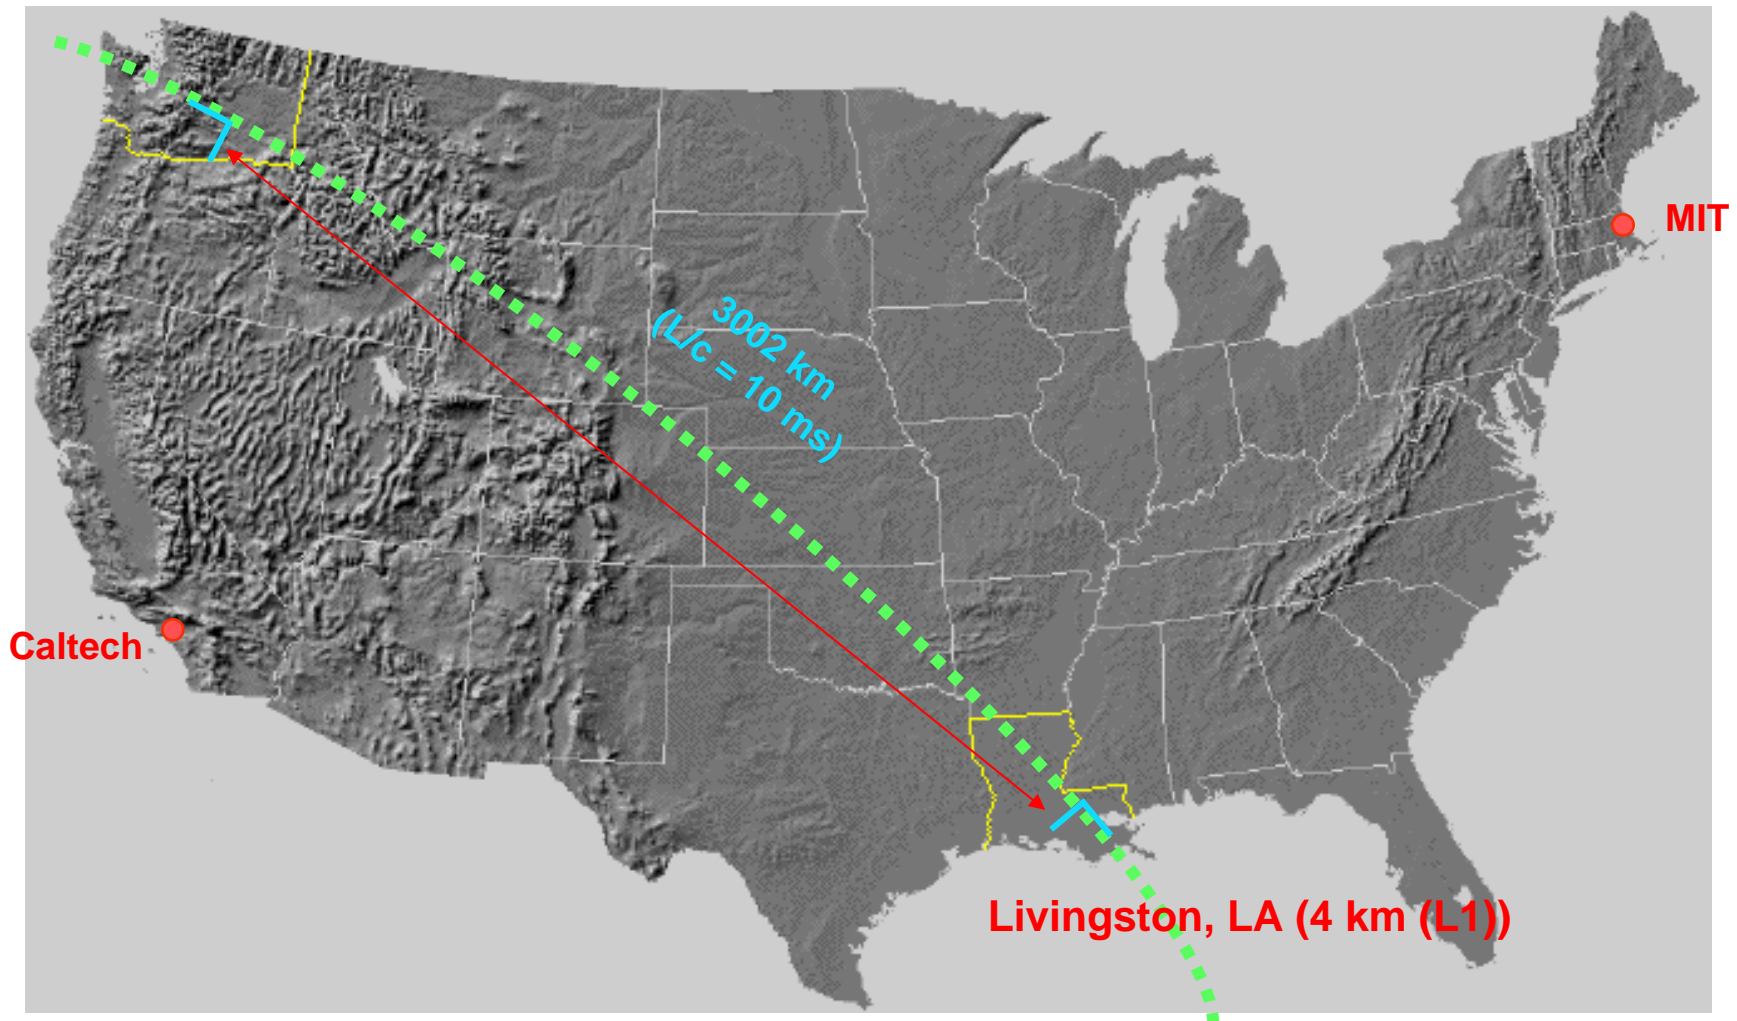 MIT
3002 km
(L/c = 10 ms)
Caltech
Livingston, LA (4 km (L1))